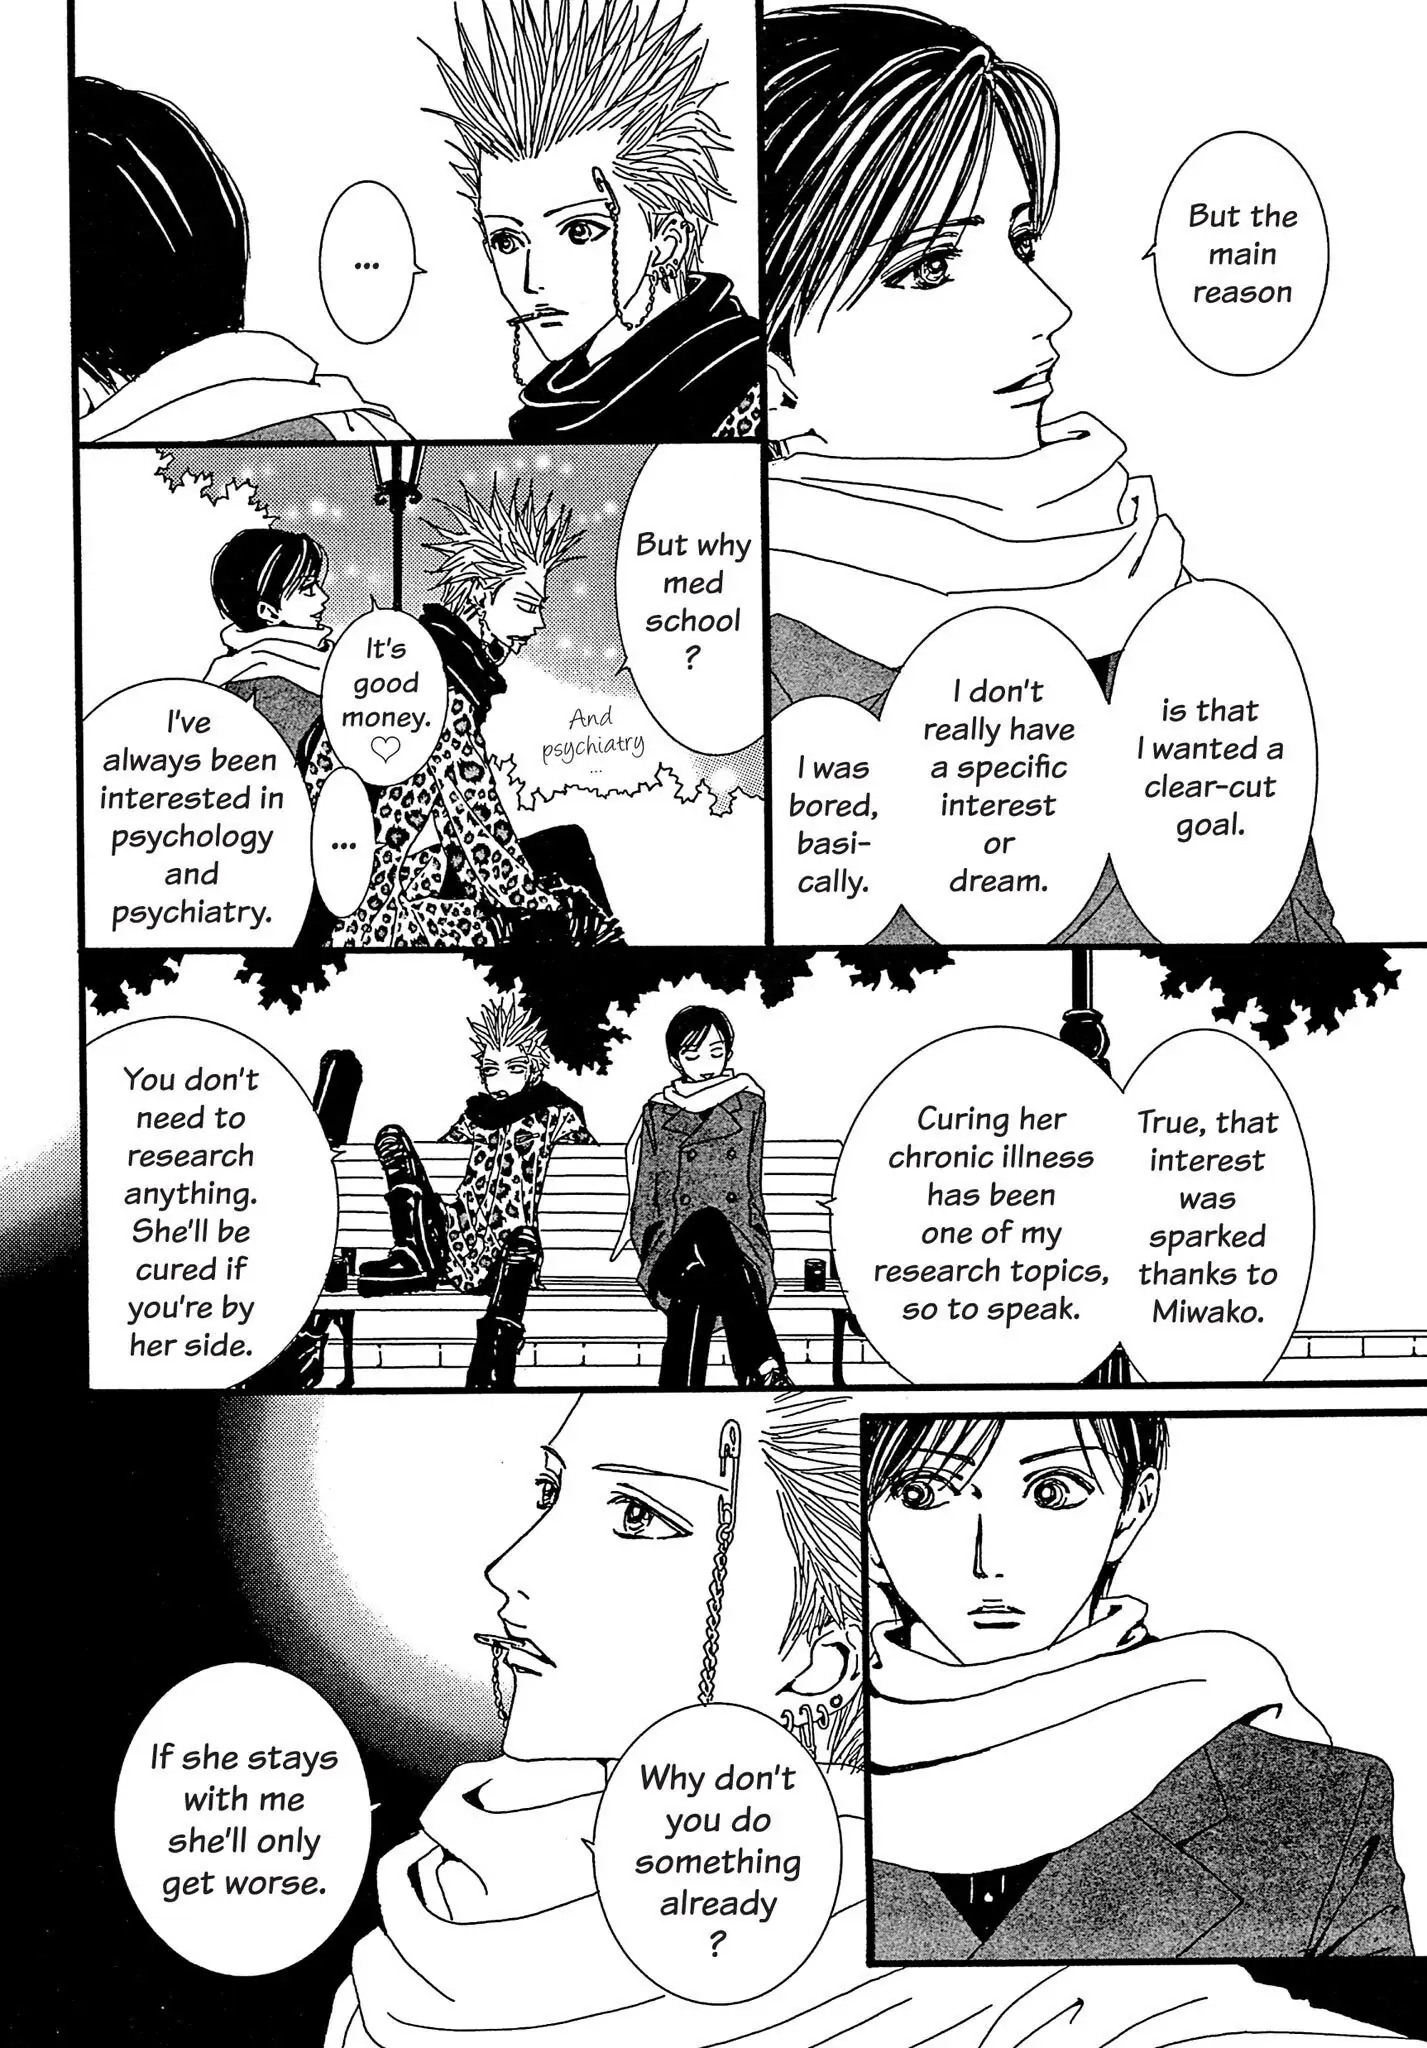 But the
main
reason
is that
I wanted a
clear-cut
goal.
I don't
really have
a specific
interest
or
dream.
I was
bored,
basi-
cally.
...
But why
med
school
?
And
psychiatry
...
It's
good
money.
♡
...
I've
always been
interested in
psychology
and
psychiatry.
True, that
interest
was
sparked
thanks to
Miwako.
Curing her
chronic illness
has been
one of my
research topics,
so to speak.
You don't
need to
research
anything.
She'll be
cured if
you're by
her side.
Why don't
you do
something
already
?
If she stays
with me
she'll only
get worse.